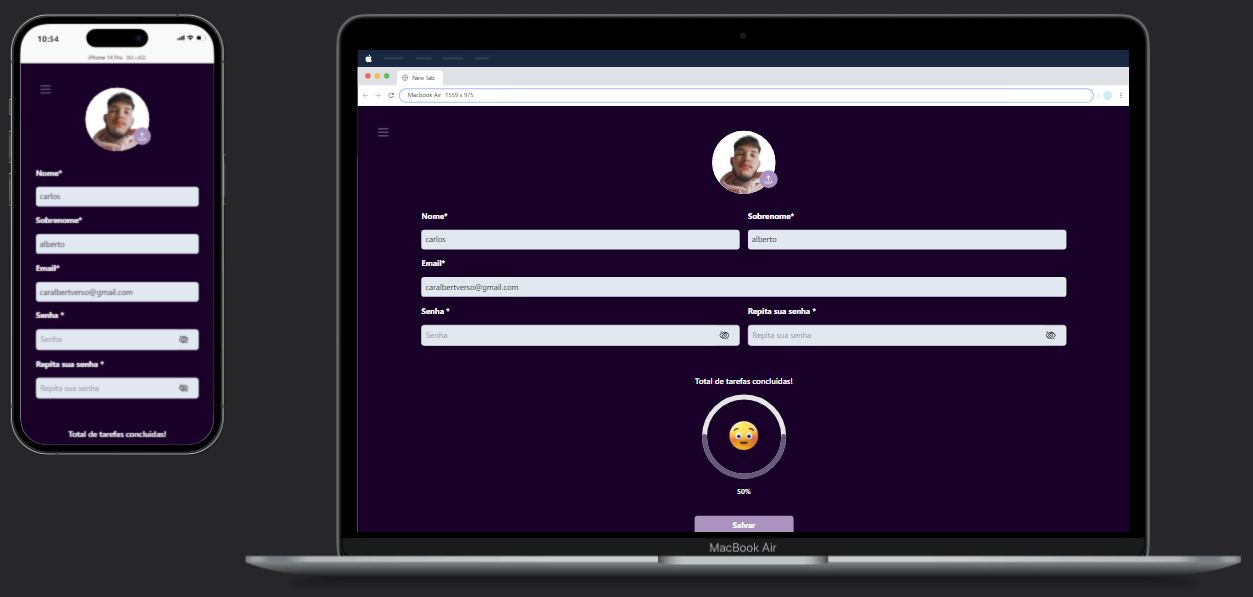 10:54
iPhone 14 Pro 393 x 852
Nome*
carlos
Sobrenome*
alberto
Email*
caralbertverso@gmail.com
Senha *
Senha
Repita sua senha *
Repita sua senha
Total de tarefas concluidas!
New Tab
Macbook Air 1559 x 975
Nome*
Sobrenome*
carlos
alberto
Email*
caralbertverso@gmail.com
Senha *
Repita sua senha *
Senha
Repita sua senha
Total de tarefas concluidas!
50%
Salvar
MacBook Air